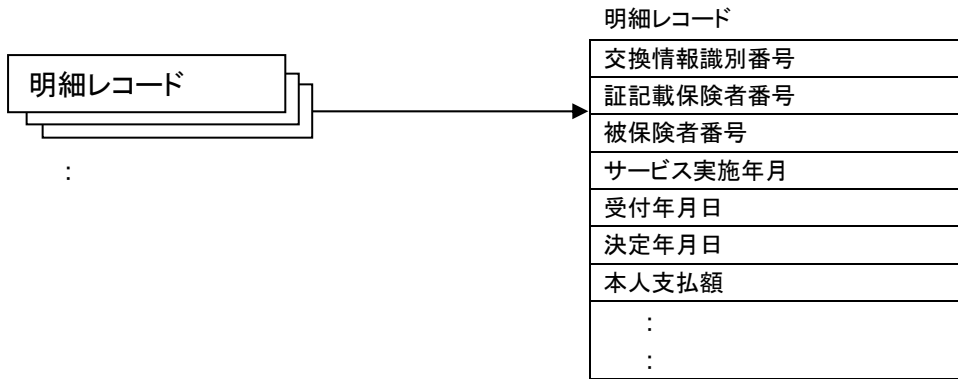 明細レコード
:
明細レコード
交換情報識別番号
証記載保険者番号
被保険者番号
サービス実施年月
受付年月日
決定年月日
本人支払額
:
: